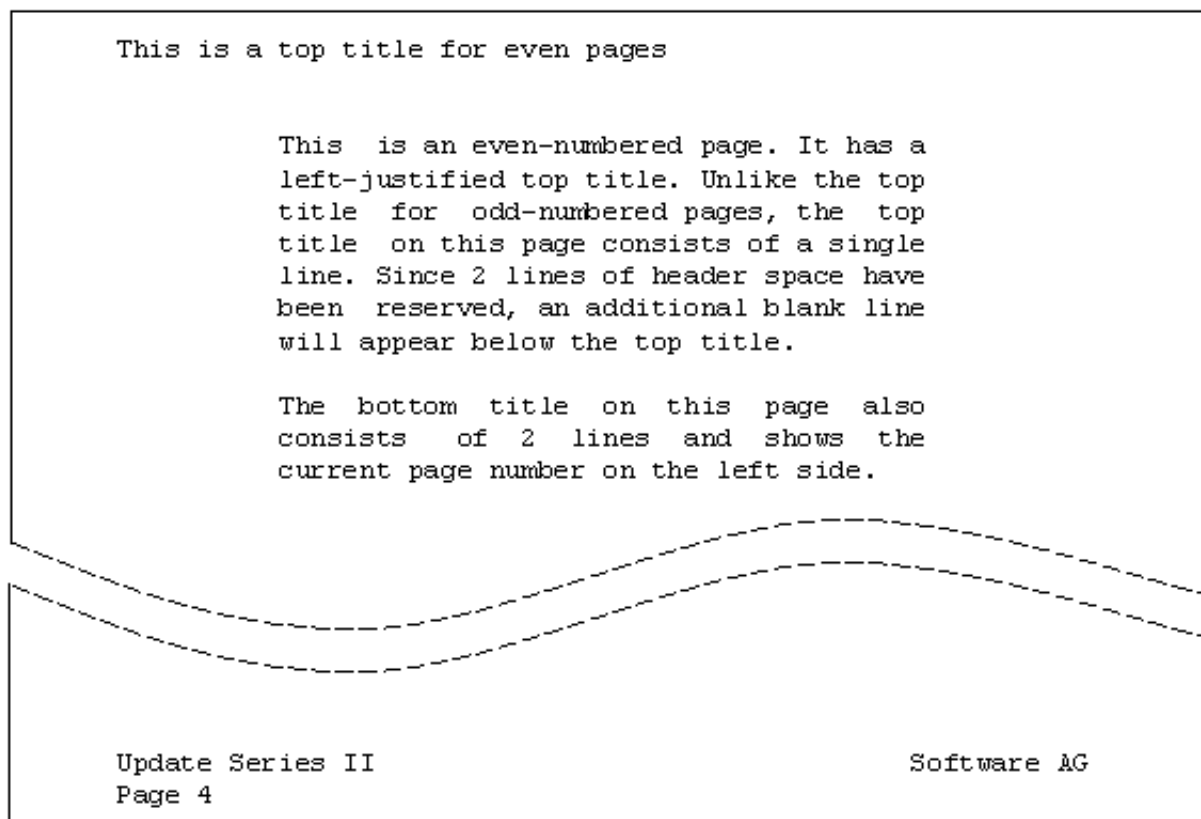 This is a top title for even pages
This  is an even-numbered page. It has a
left-justified top title. Unlike the top
title  for  odd-numbered pages, the  top
title  on this page consists of a single
line. Since 2 lines of header space have
been  reserved, an additional blank line
will appear below the top title.
The  bottom  title  on  this  page  also
consists  of 2  lines  and  shows  the
current page number on the left side.
Update Series II                                 Software AG
Page 4